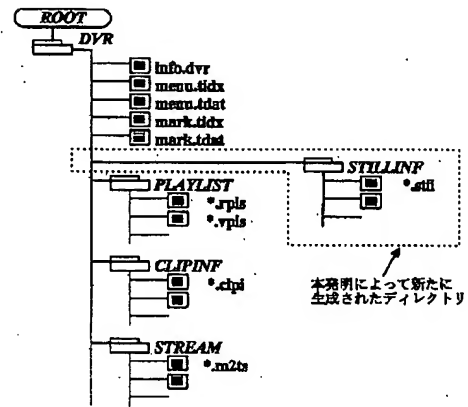 ROOT
DVR
info.dvr
menu.tidx
menu.tdat
mark.tidx
mark.tdat
STILLINF
*.stil
PLAYLIST
*.rpls
*.vpls
本発明によって新たに
生成されたディレクトリ
CLIPINF
*.clpi
STREAM
*.m2ts